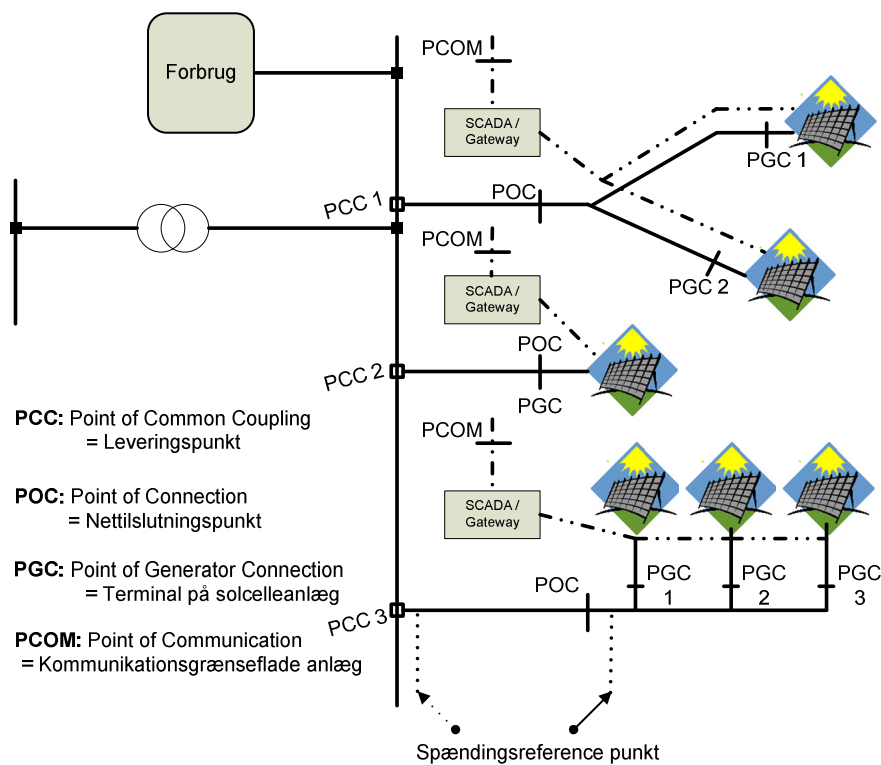 Forbrug
PCOM
SCADA /
Gateway
PGC 1
PCC 1
POC
PCOM
PGC 2
SCADA /
Gateway
POC
PCC 2
PGC
PCOM
SCADA /
Gateway
POC
PGC
1
PGC
2
PGC
3
PCC 3
PCC: Point of Common Coupling
= Leveringspunkt
POC: Point of Connection
= Nettilslutningspunkt
PGC: Point of Generator Connection
= Terminal på solcelleanlæg
PCOM: Point of Communication
= Kommunikationsgrænseflade anlæg
Spændingsreference punkt